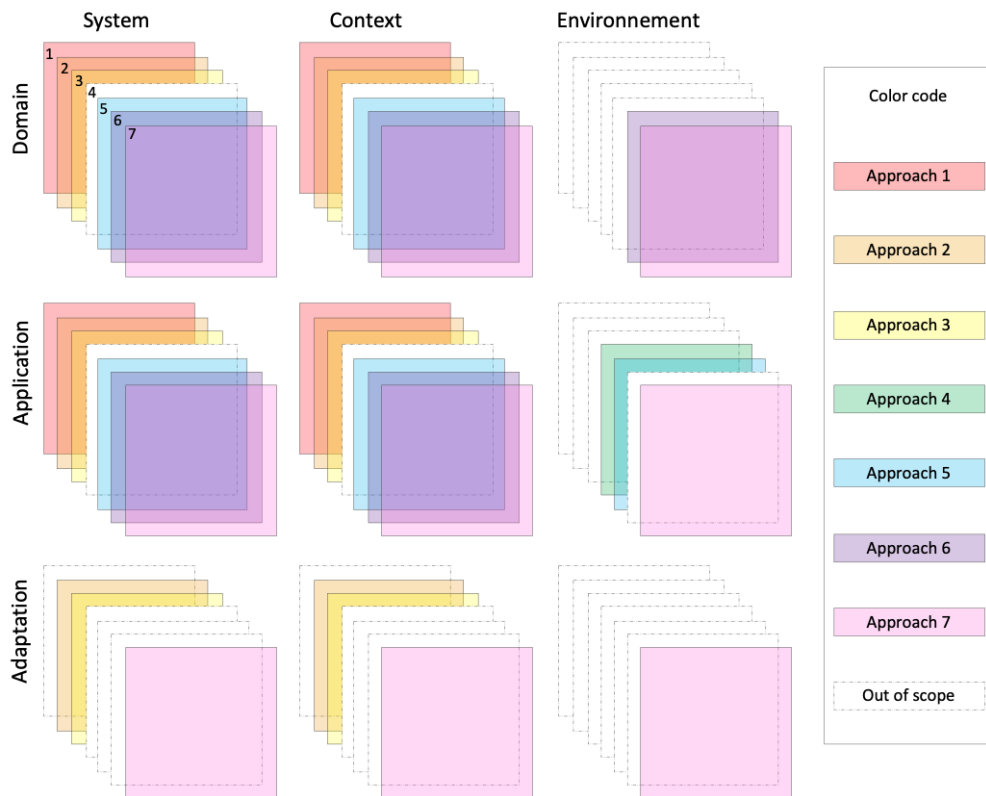 System
Context
Environnement
Domain
1
2
3
4
5
6
7
Application
Adaptation
Color code
Approach 1
Approach 2
Approach 3
Approach 4
Approach 5
Approach 6
Approach 7
Out of scope